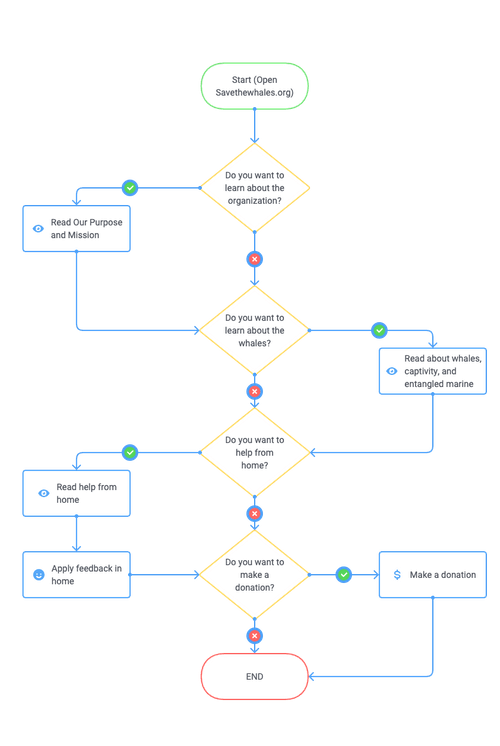 Start (Open
Savethewhales.org)
Do you want to
learn about the
organization?
Read Our Purpose
and Mission
Do you want to
learn about the
whales?
Read about whales,
captivity, and
entangled marine
Do you want to
help from
home?
Read help from
home
Do you want to
make a
donation?
Apply feedback in
home
$
Make a donation
END